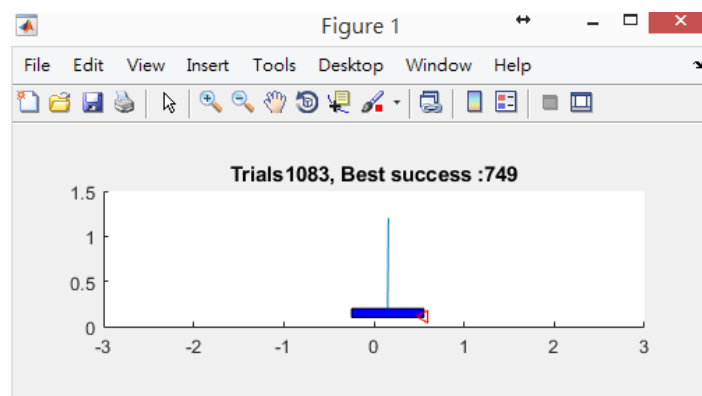 Figure 1
File Edit View Insert Tools Desktop Window Help
Trials1083, Best success :749
1.5
1
0.5
0
-3 -2 -1 0 1 2 3